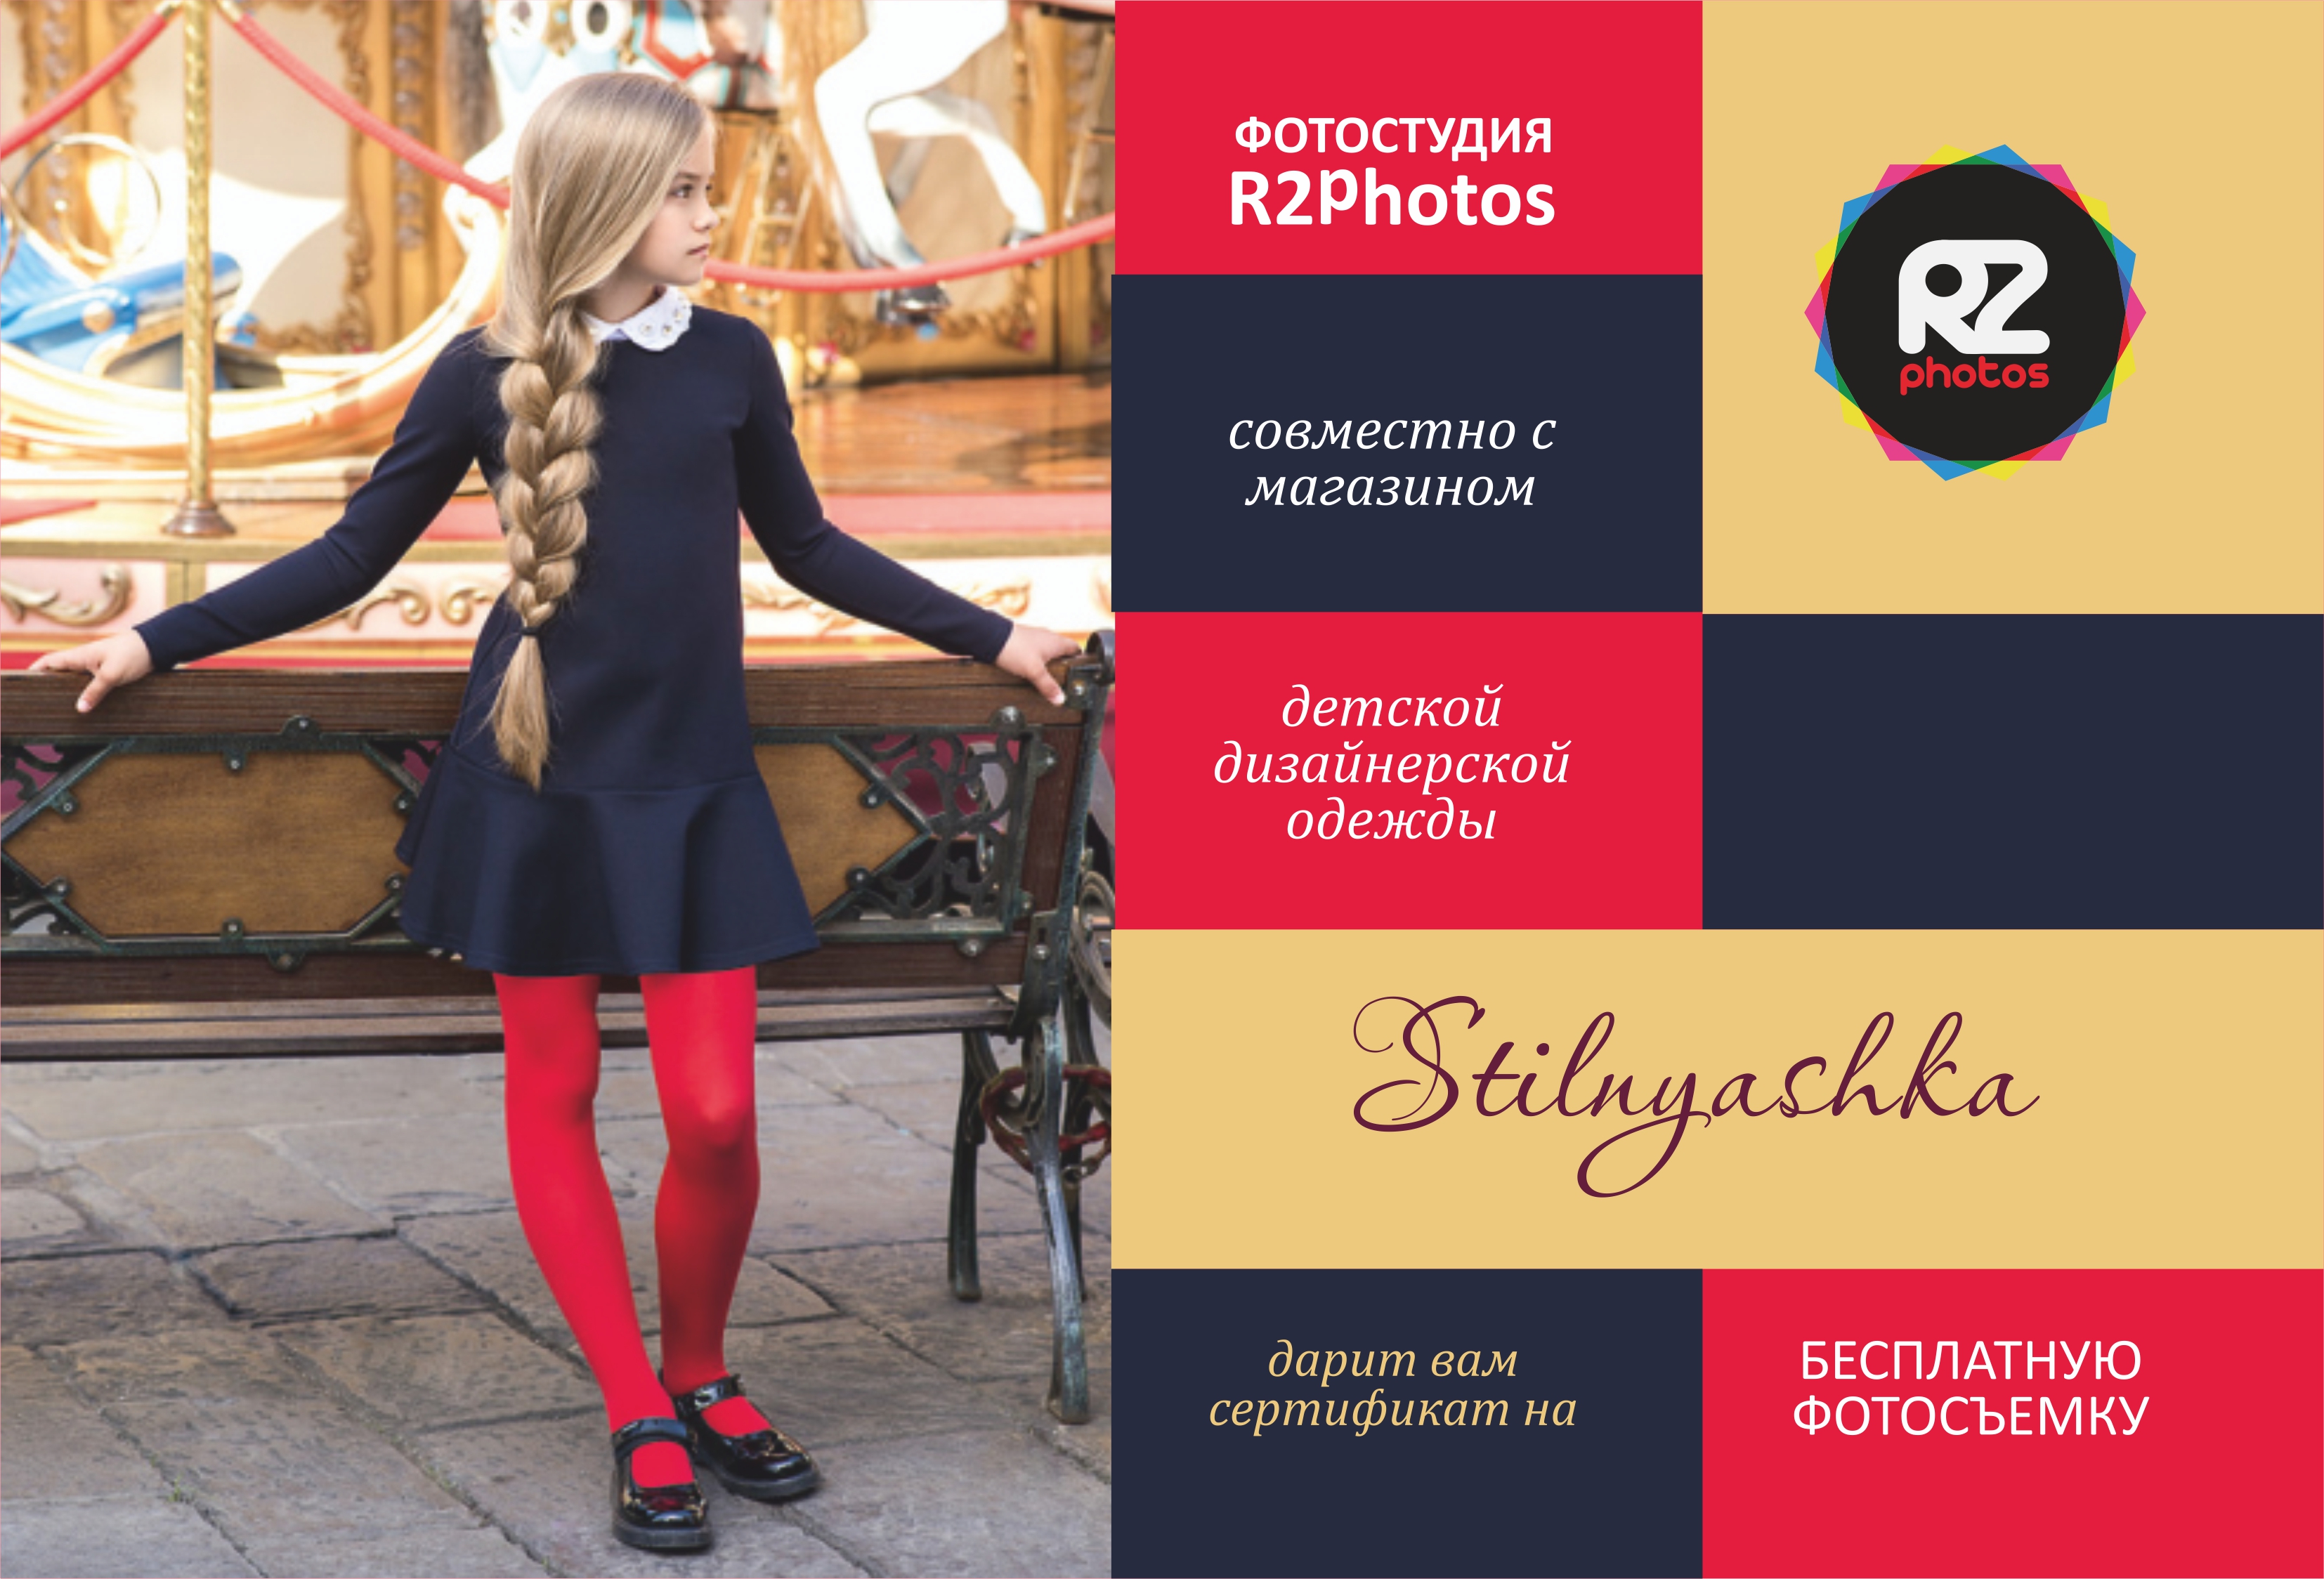 ФОТОСТУДИЯ
R2Photos
R2
photos
совместно с
магазином
детской
дизайнерской
одежды
Stilnyashka
дарит вам
сертификат на
БЕСПЛАТНУЮ
ФОТОСЪЕМКУ